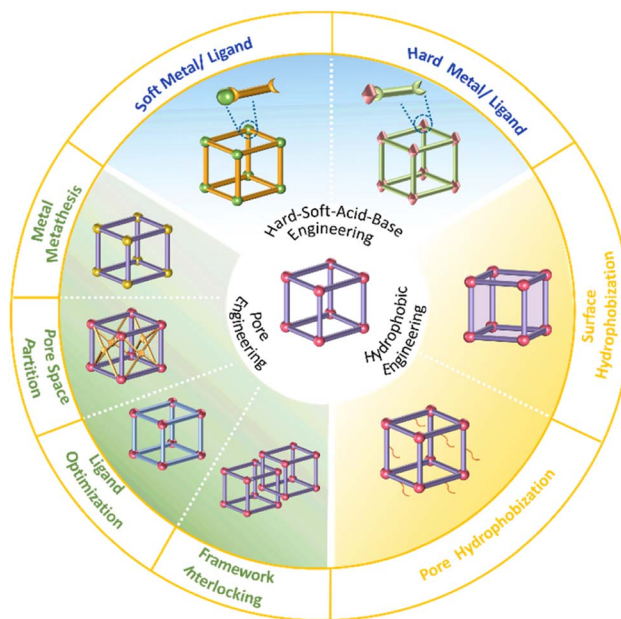 Soft Metal/ Ligand
Hard Metal/ Ligand
Metal
Metathesis
Pore Space
Partition
Ligand
Optimization
Framework
Interlocking
Pore Hydrophobization
Surface
Hydrophobization
Hard-Soft-Acid-Base
Engineering
Pore
Engineering
Hydrophobic
Engineering